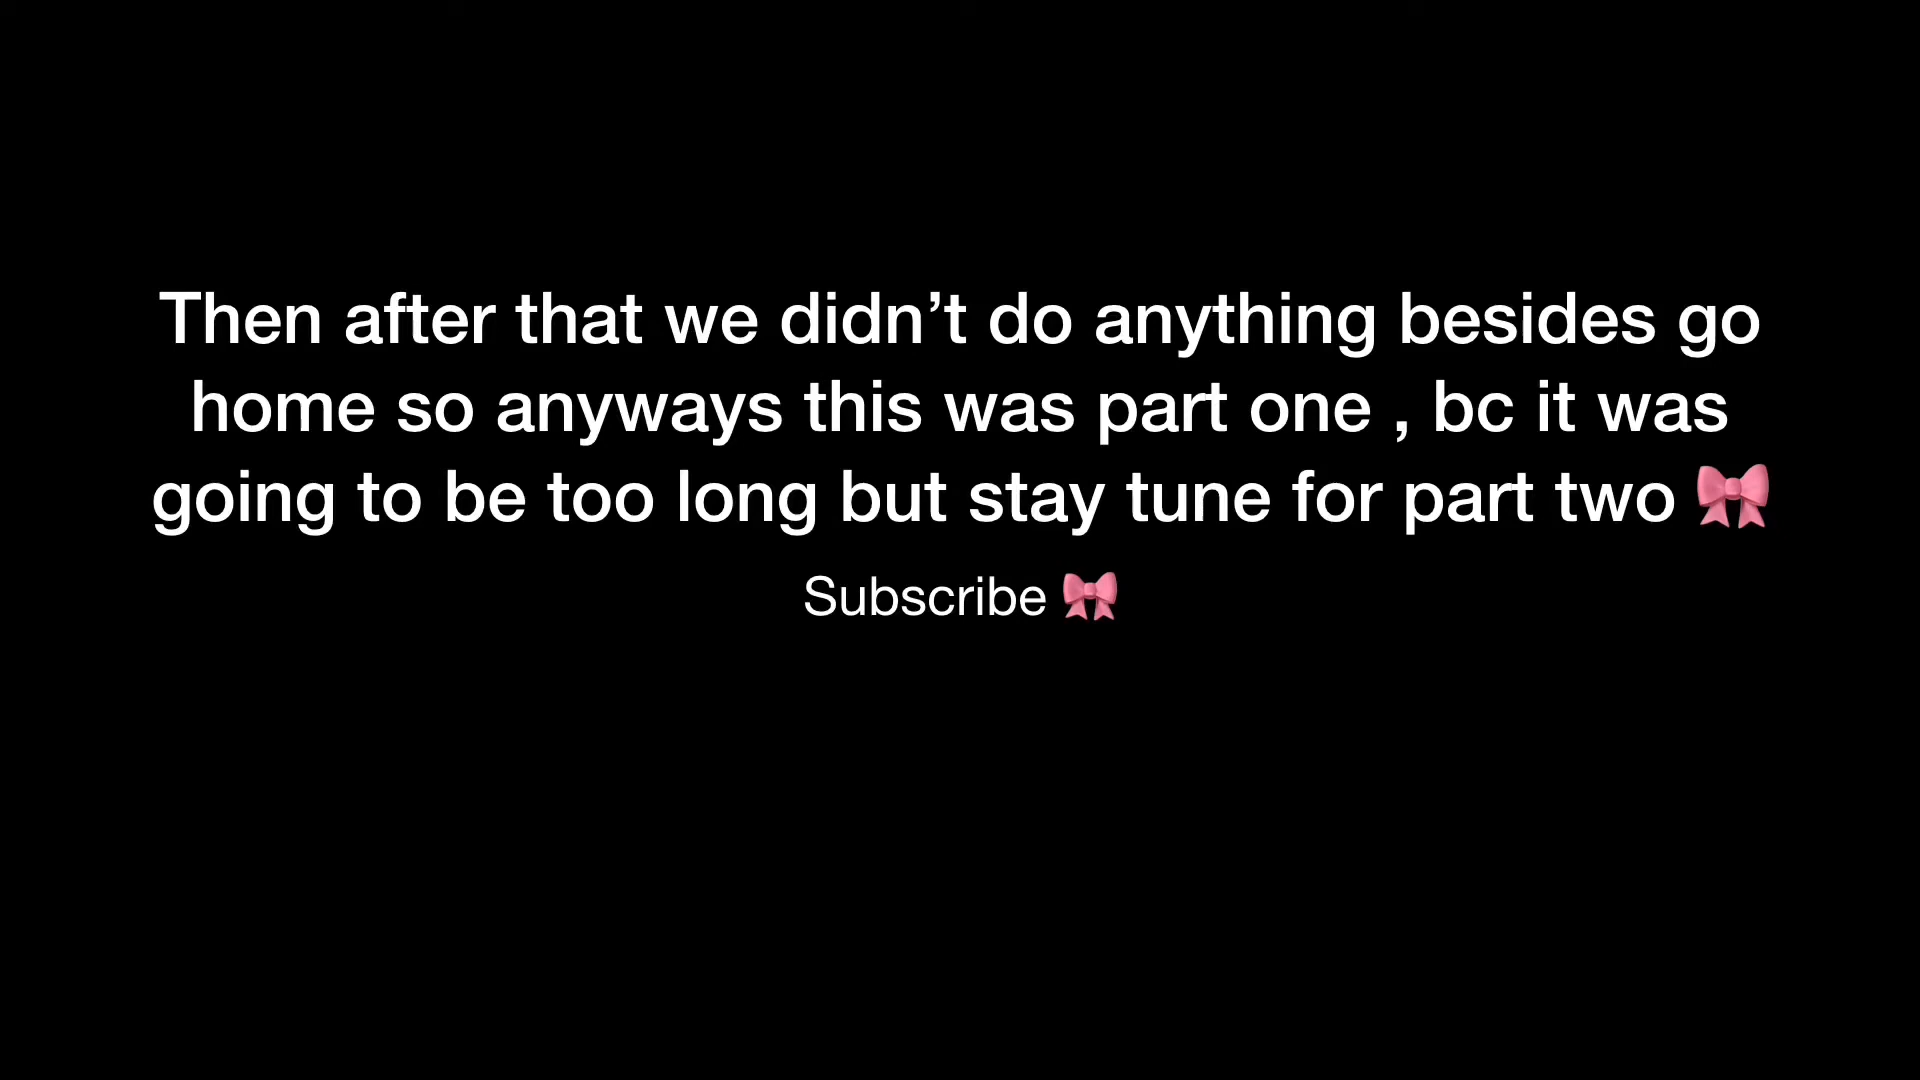 Then after that we didn’t do anything besides go
home so anyways this was part one , bc it was
going to be too long but stay tune for part two 🎀
Subscribe 🎀